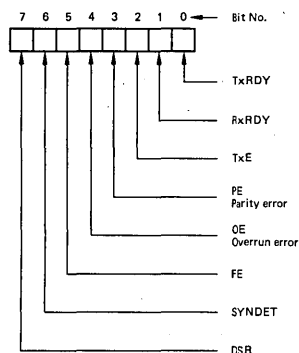 7 6 5 4 3 2 1 0 Bit No.
TxRDY
RxRDY
TxE
PE
Parity error
OE
Overrun error
FE
SYNDET
DSR